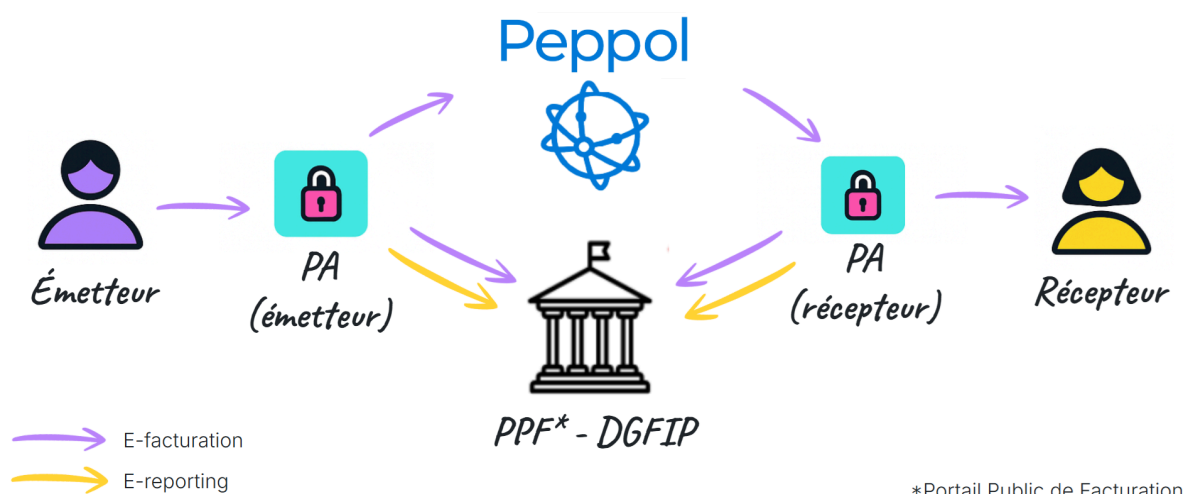 Peppol
Émetteur
PA
(émetteur)
PA
(récepteur)
Récepteur
PPF* - DGFIP
E-facturation
E-reporting
*Portail Public de Facturation